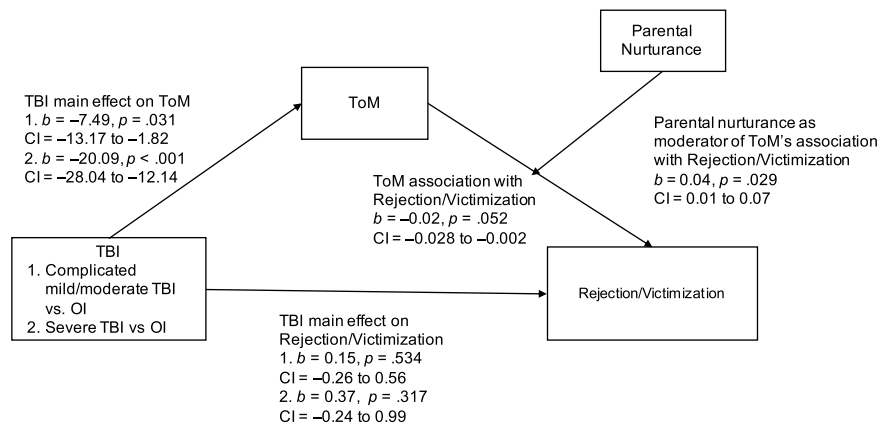 Parental
Nurturance
ToM
TBI main effect on ToM
1. b = –7.49, p = .031
CI = –13.17 to –1.82
2. b = –20.09, p < .001
CI = –28.04 to –12.14
Parental nurturance as
moderator of ToM's association
with Rejection/Victimization
b = 0.04, p = .029
CI = 0.01 to 0.07
ToM association with
Rejection/Victimization
b = –0.02, p = .052
CI = –0.028 to –0.002
TBI
1. Complicated
mild/moderate TBI
vs. OI
2. Severe TBI vs OI
Rejection/Victimization
TBI main effect on
Rejection/Victimization
1. b = 0.15, p = .534
CI = –0.26 to 0.56
2. b = 0.37, p = .317
CI = –0.24 to 0.99